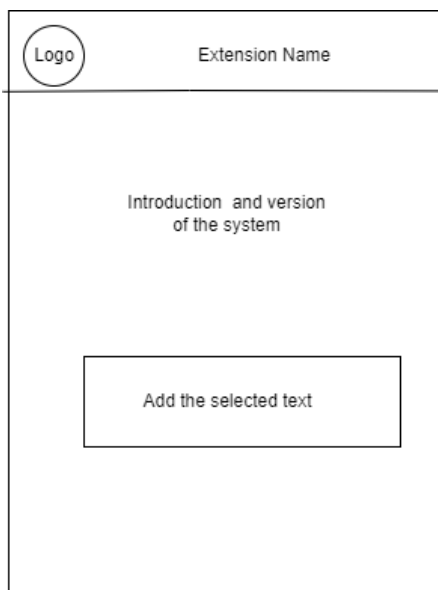 Logo
Extension Name
Introduction and version
of the system
Add the selected text